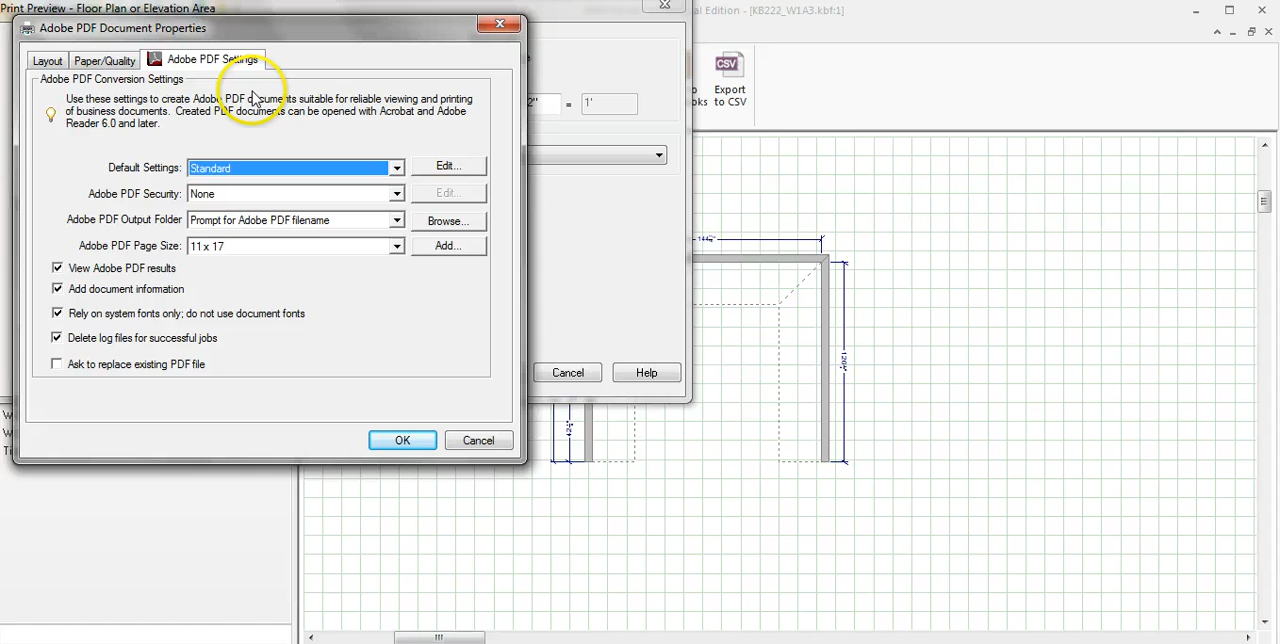 Print Preview - Floor Plan or Elevation Area
al Edition - [KB222_W1A3.kbf:1]
Adobe PDF Document Properties
Layout
Paper/Quality
Adobe PDF Settings
Adobe PDF Conversion Settings
Use these settings to create Adobe PDF documents suitable for reliable viewing and printing
of business documents. Created PDF documents can be opened with Acrobat and Adobe
Reader 6.0 and later.
Default Settings: Standard Edit...
Adobe PDF Security: None Edit...
Adobe PDF Output Folder Prompt for Adobe PDF filename Browse...
Adobe PDF Page Size: 11 x 17 Add...
View Adobe PDF results
Add document information
Rely on system fonts only; do not use document fonts
Delete log files for successful jobs
Ask to replace existing PDF file
OK
Cancel
2" = 1'
Cancel
Help
CSV
Export
to CSV